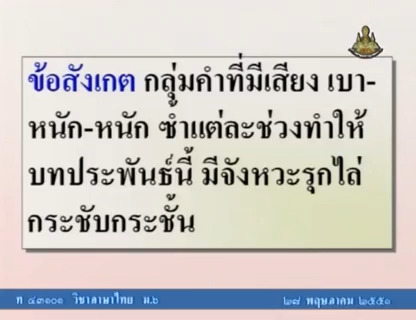 ข้อสังเกต กลุ่มคำที่มีเสียง เบา-
หนัก-หนัก ซ้ำแต่ละช่วงทำให้
บทประพันธ์นี้ มีจังหวะรุกไล่
กระชับกระชั้น
ท ๔๓๑๐๑ วิชาภาษาไทย ม.๖
๒๗ พฤษภาคม ๒๕๕๑